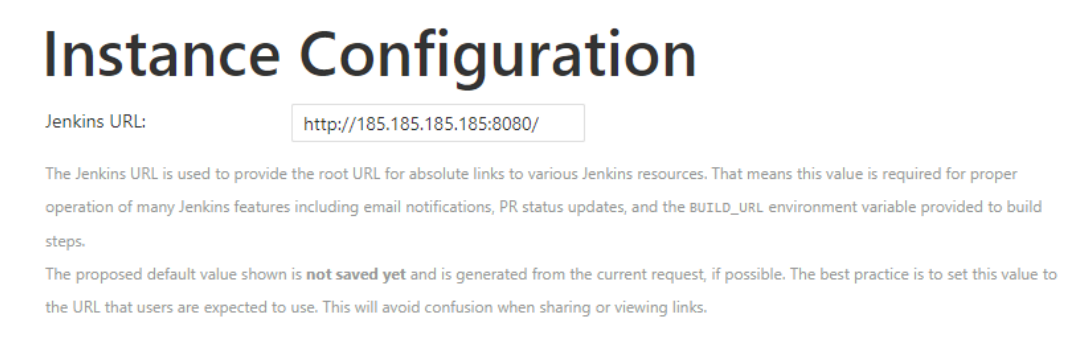 Instance Configuration
Jenkins URL: http://185.185.185.185:8080/
The Jenkins URL is used to provide the root URL for absolute links to various Jenkins resources. That means this value is required for proper
operation of many Jenkins features including email notifications, PR status updates, and the BUILD_URL environment variable provided to build
steps.
The proposed default value shown is not saved yet and is generated from the current request, if possible. The best practice is to set this value to
the URL that users are expected to use. This will avoid confusion when sharing or viewing links.